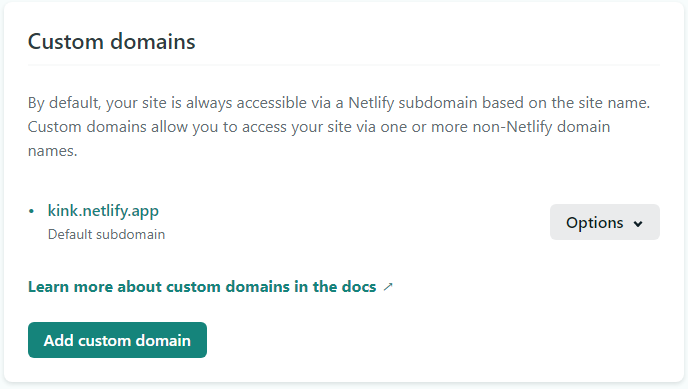 Custom domains
By default, your site is always accessible via a Netlify subdomain based on the site name.
Custom domains allow you to access your site via one or more non-Netlify domain
names.
• kink.netlify.app
Default subdomain
Options
Learn more about custom domains in the docs ↗
Add custom domain